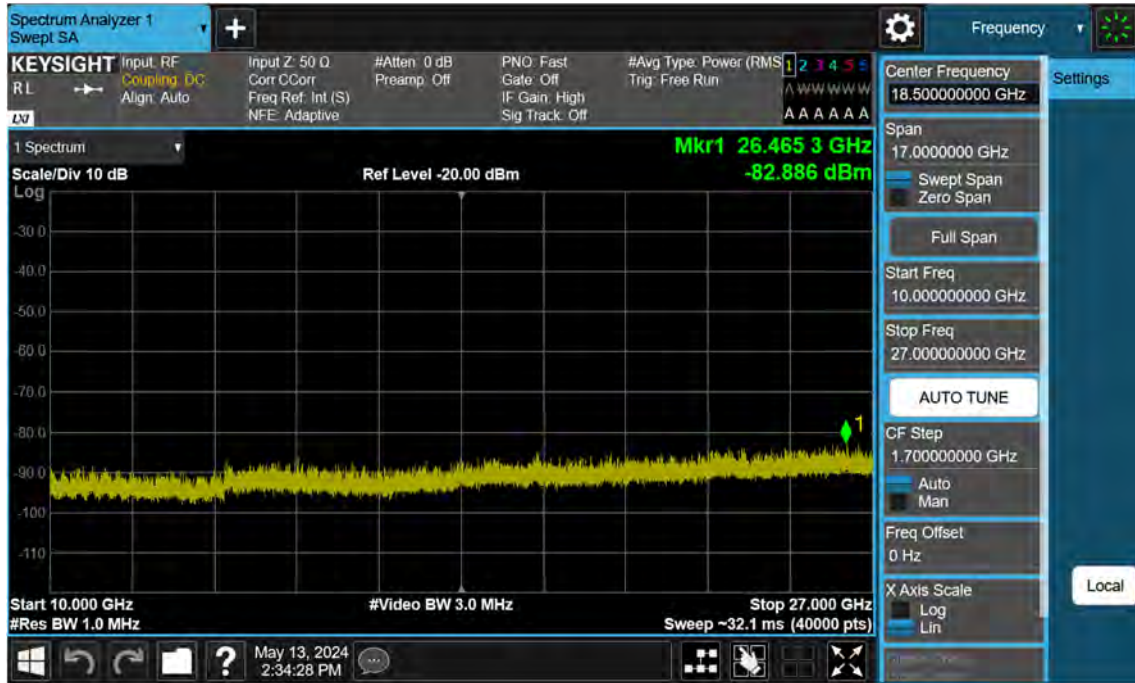 Spectrum Analyzer 1
Swept SA
+
Frequency
KEYSIGHT
RL
LXI
Input: RF
Coupling: DC
Align: Auto
Input Z: 50 Ω
Corr CCorr
Freq Ref: Int (S)
NFE: Adaptive
#Atten: 0 dB
Preamp: Off
PNO: Fast
Gate: Off
IF Gain: High
Sig Track: Off
#Avg Type: Power (RMS
Trig: Free Run
1 2 3 4 5 6
A W W W W W
A A A A A A
1 Spectrum
Scale/Div 10 dB
Log
Ref Level -20.00 dBm
Mkr1 26.465 3 GHz
-82.886 dBm
-30.0
-40.0
-50.0
-60.0
-70.0
-80.0
-90.0
-100
-110
1
Start 10.000 GHz
#Res BW 1.0 MHz
#Video BW 3.0 MHz
Stop 27.000 GHz
Sweep ~32.1 ms (40000 pts)
?
May 13, 2024
2:34:28 PM
Center Frequency
18.500000000 GHz
Span
17.0000000 GHz
Swept Span
Zero Span
Full Span
Start Freq
10.000000000 GHz
Stop Freq
27.000000000 GHz
AUTO TUNE
CF Step
1.700000000 GHz
Auto
Man
Freq Offset
0 Hz
X Axis Scale
Log
Lin
Settings
Local